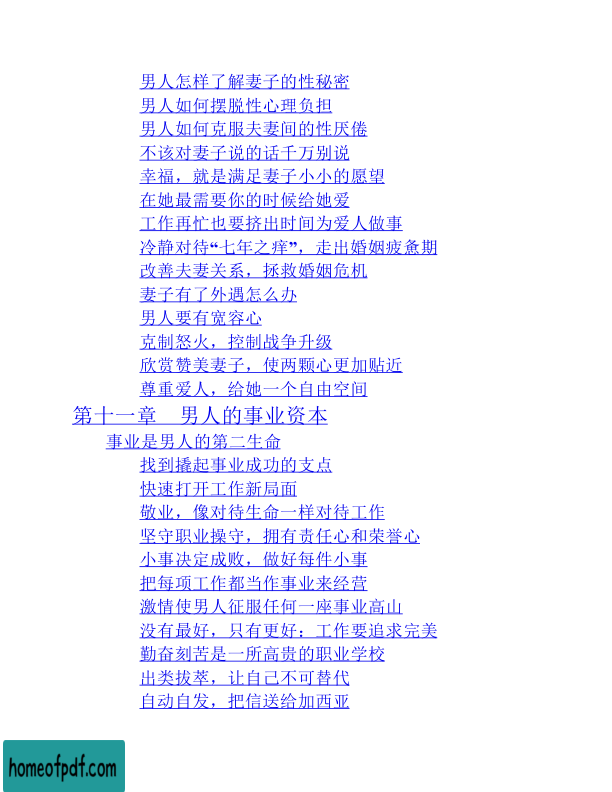 男人怎样了解妻子的性秘密
男人如何摆脱性心理负担
男人如何克服夫妻间的性厌倦
不该对妻子说的话千万别说
幸福，就是满足妻子小小的愿望
在她最需要你的时候给她爱
工作再忙也要挤出时间为爱人做事
冷静对待“七年之痒”，走出婚姻疲惫期
改善夫妻关系，拯救婚姻危机
妻子有了外遇怎么办
男人要有宽容心
克制怒火，控制战争升级
欣赏赞美妻子，使两颗心更加贴近
尊重爱人，给她一个自由空间
第十一章　男人的事业资本
事业是男人的第二生命
找到撬起事业成功的支点
快速打开工作新局面
敬业，像对待生命一样对待工作
坚守职业操守，拥有责任心和荣誉心
小事决定成败，做好每件小事
把每项工作都当作事业来经营
激情使男人征服任何一座事业高山
没有最好，只有更好：工作要追求完美
勤奋刻苦是一所高贵的职业学校
出类拔萃，让自己不可替代
自动自发，把信送给加西亚
homeofpdf.com